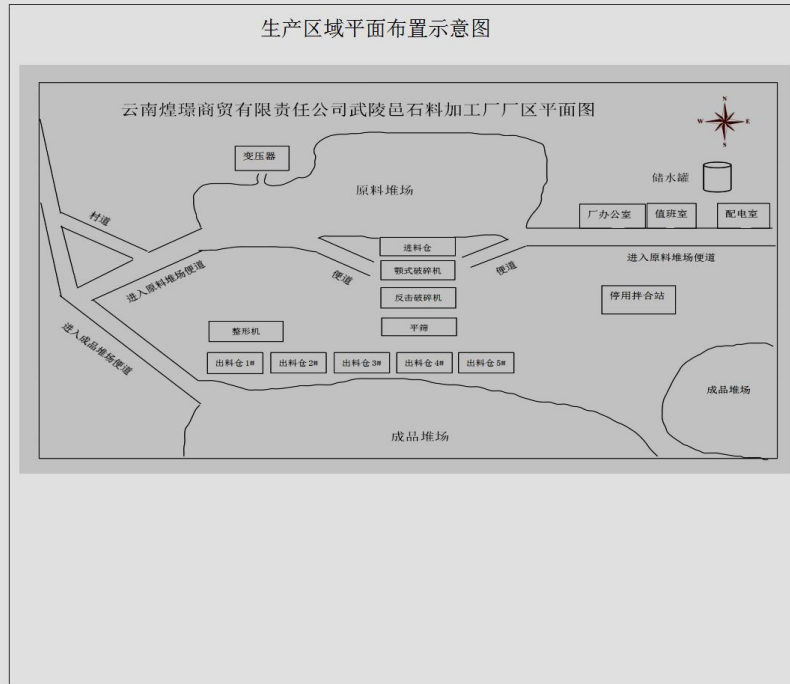 生产区域平面布置示意图
云南煌璟商贸有限责任公司武陵邑石料加工厂厂区平面图
N
W E
S
变压器
原料堆场
储水罐
村道
厂办公室
值班室
配电室
进料仓
进入原料堆场便道
便道
颚式破碎机
便道
进入原料堆场便道
反击破碎机
停用拌合站
进入成品堆场便道
整形机
平筛
出料仓1#
出料仓2#
出料仓3#
出料仓4#
出料仓5#
成品堆场
成品堆场